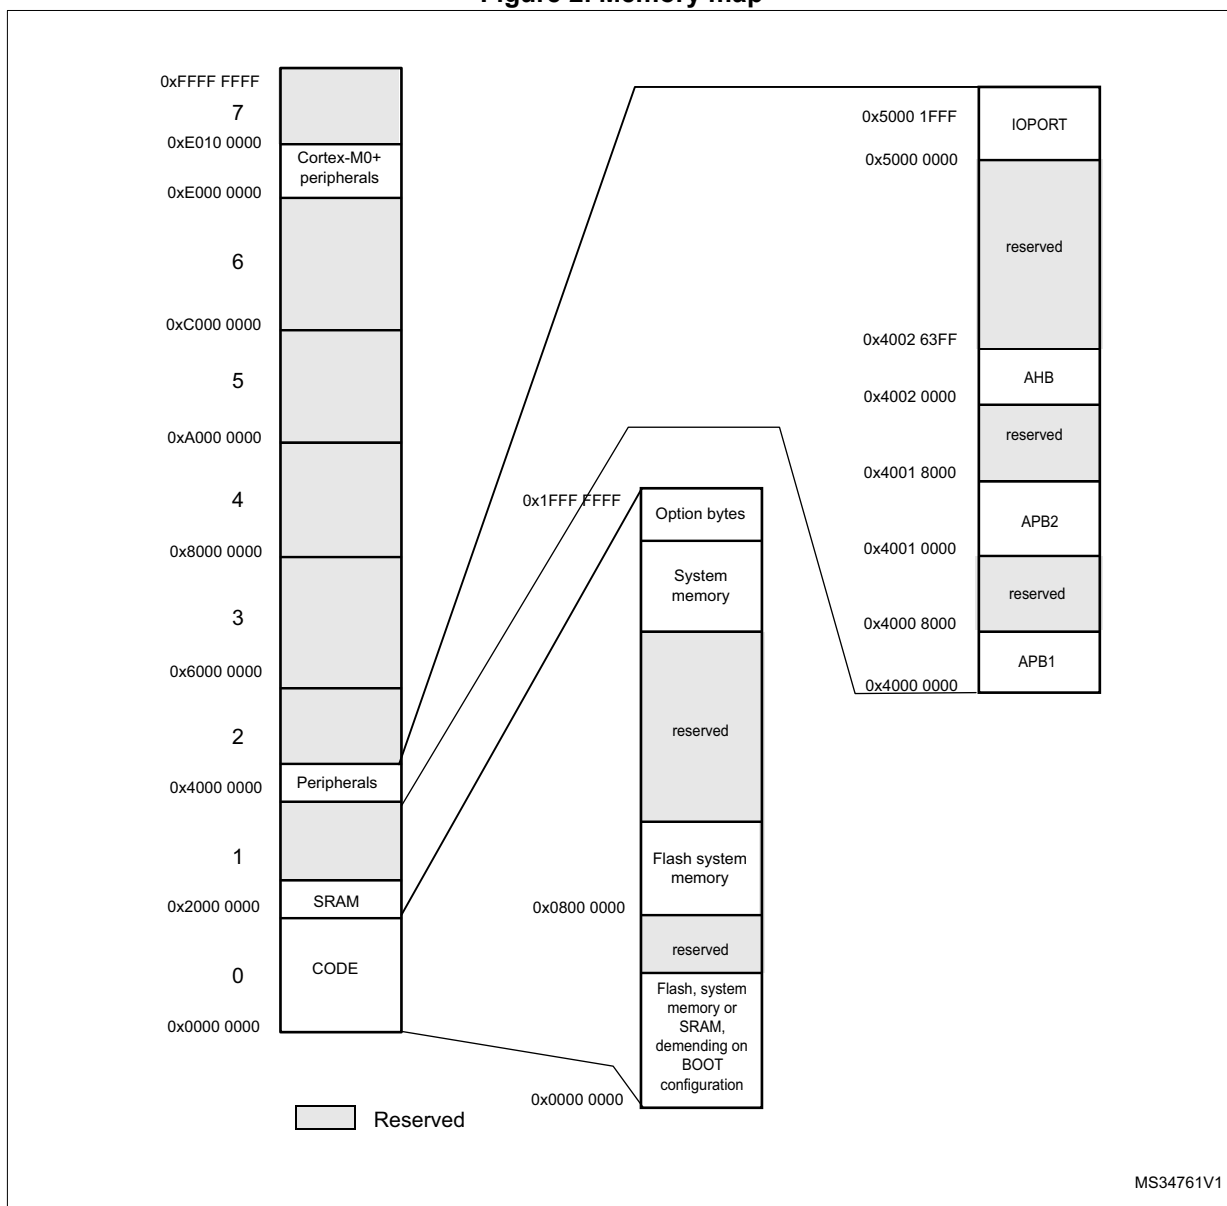 Figure 2. Memory map
0xFFFF FFFF
7
0xE010 0000
Cortex-M0+
peripherals
0xE000 0000
6
0xC000 0000
5
0xA000 0000
4
0x8000 0000
3
0x6000 0000
2
Peripherals
0x4000 0000
1
SRAM
0x2000 0000
CODE
0
0x0000 0000
0x1FFF FFFF
Option bytes
System
memory
reserved
Flash system
memory
0x0800 0000
reserved
Flash, system
memory or
SRAM,
demending on
BOOT
configuration
0x0000 0000
0x5000 1FFF
IOPORT
0x5000 0000
reserved
0x4002 63FF
AHB
0x4002 0000
reserved
0x4001 8000
APB2
0x4001 0000
reserved
0x4000 8000
APB1
0x4000 0000
Reserved
MS34761V1